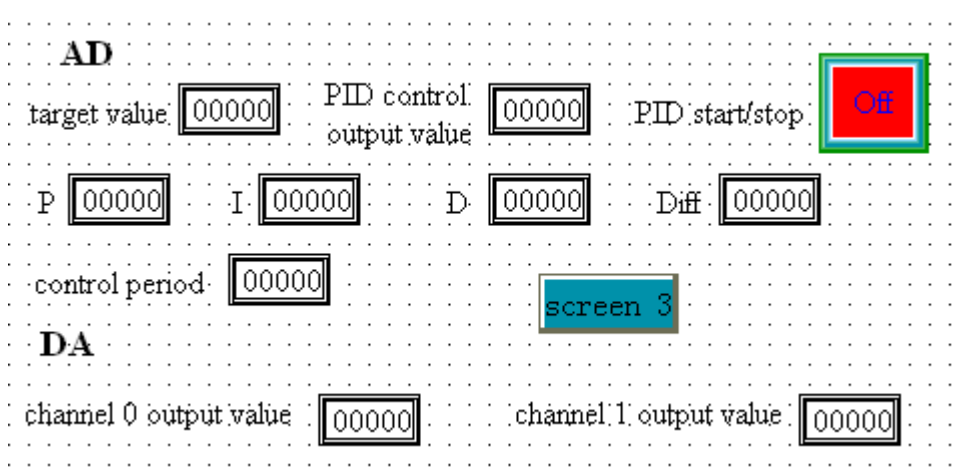 AD
target value 00000 PID control output value 00000 PID start/stop Off
P 00000 I 00000 D 00000 Diff 00000
control period 00000
screen 3
DA
channel 0 output value 00000 channel 1 output value 00000